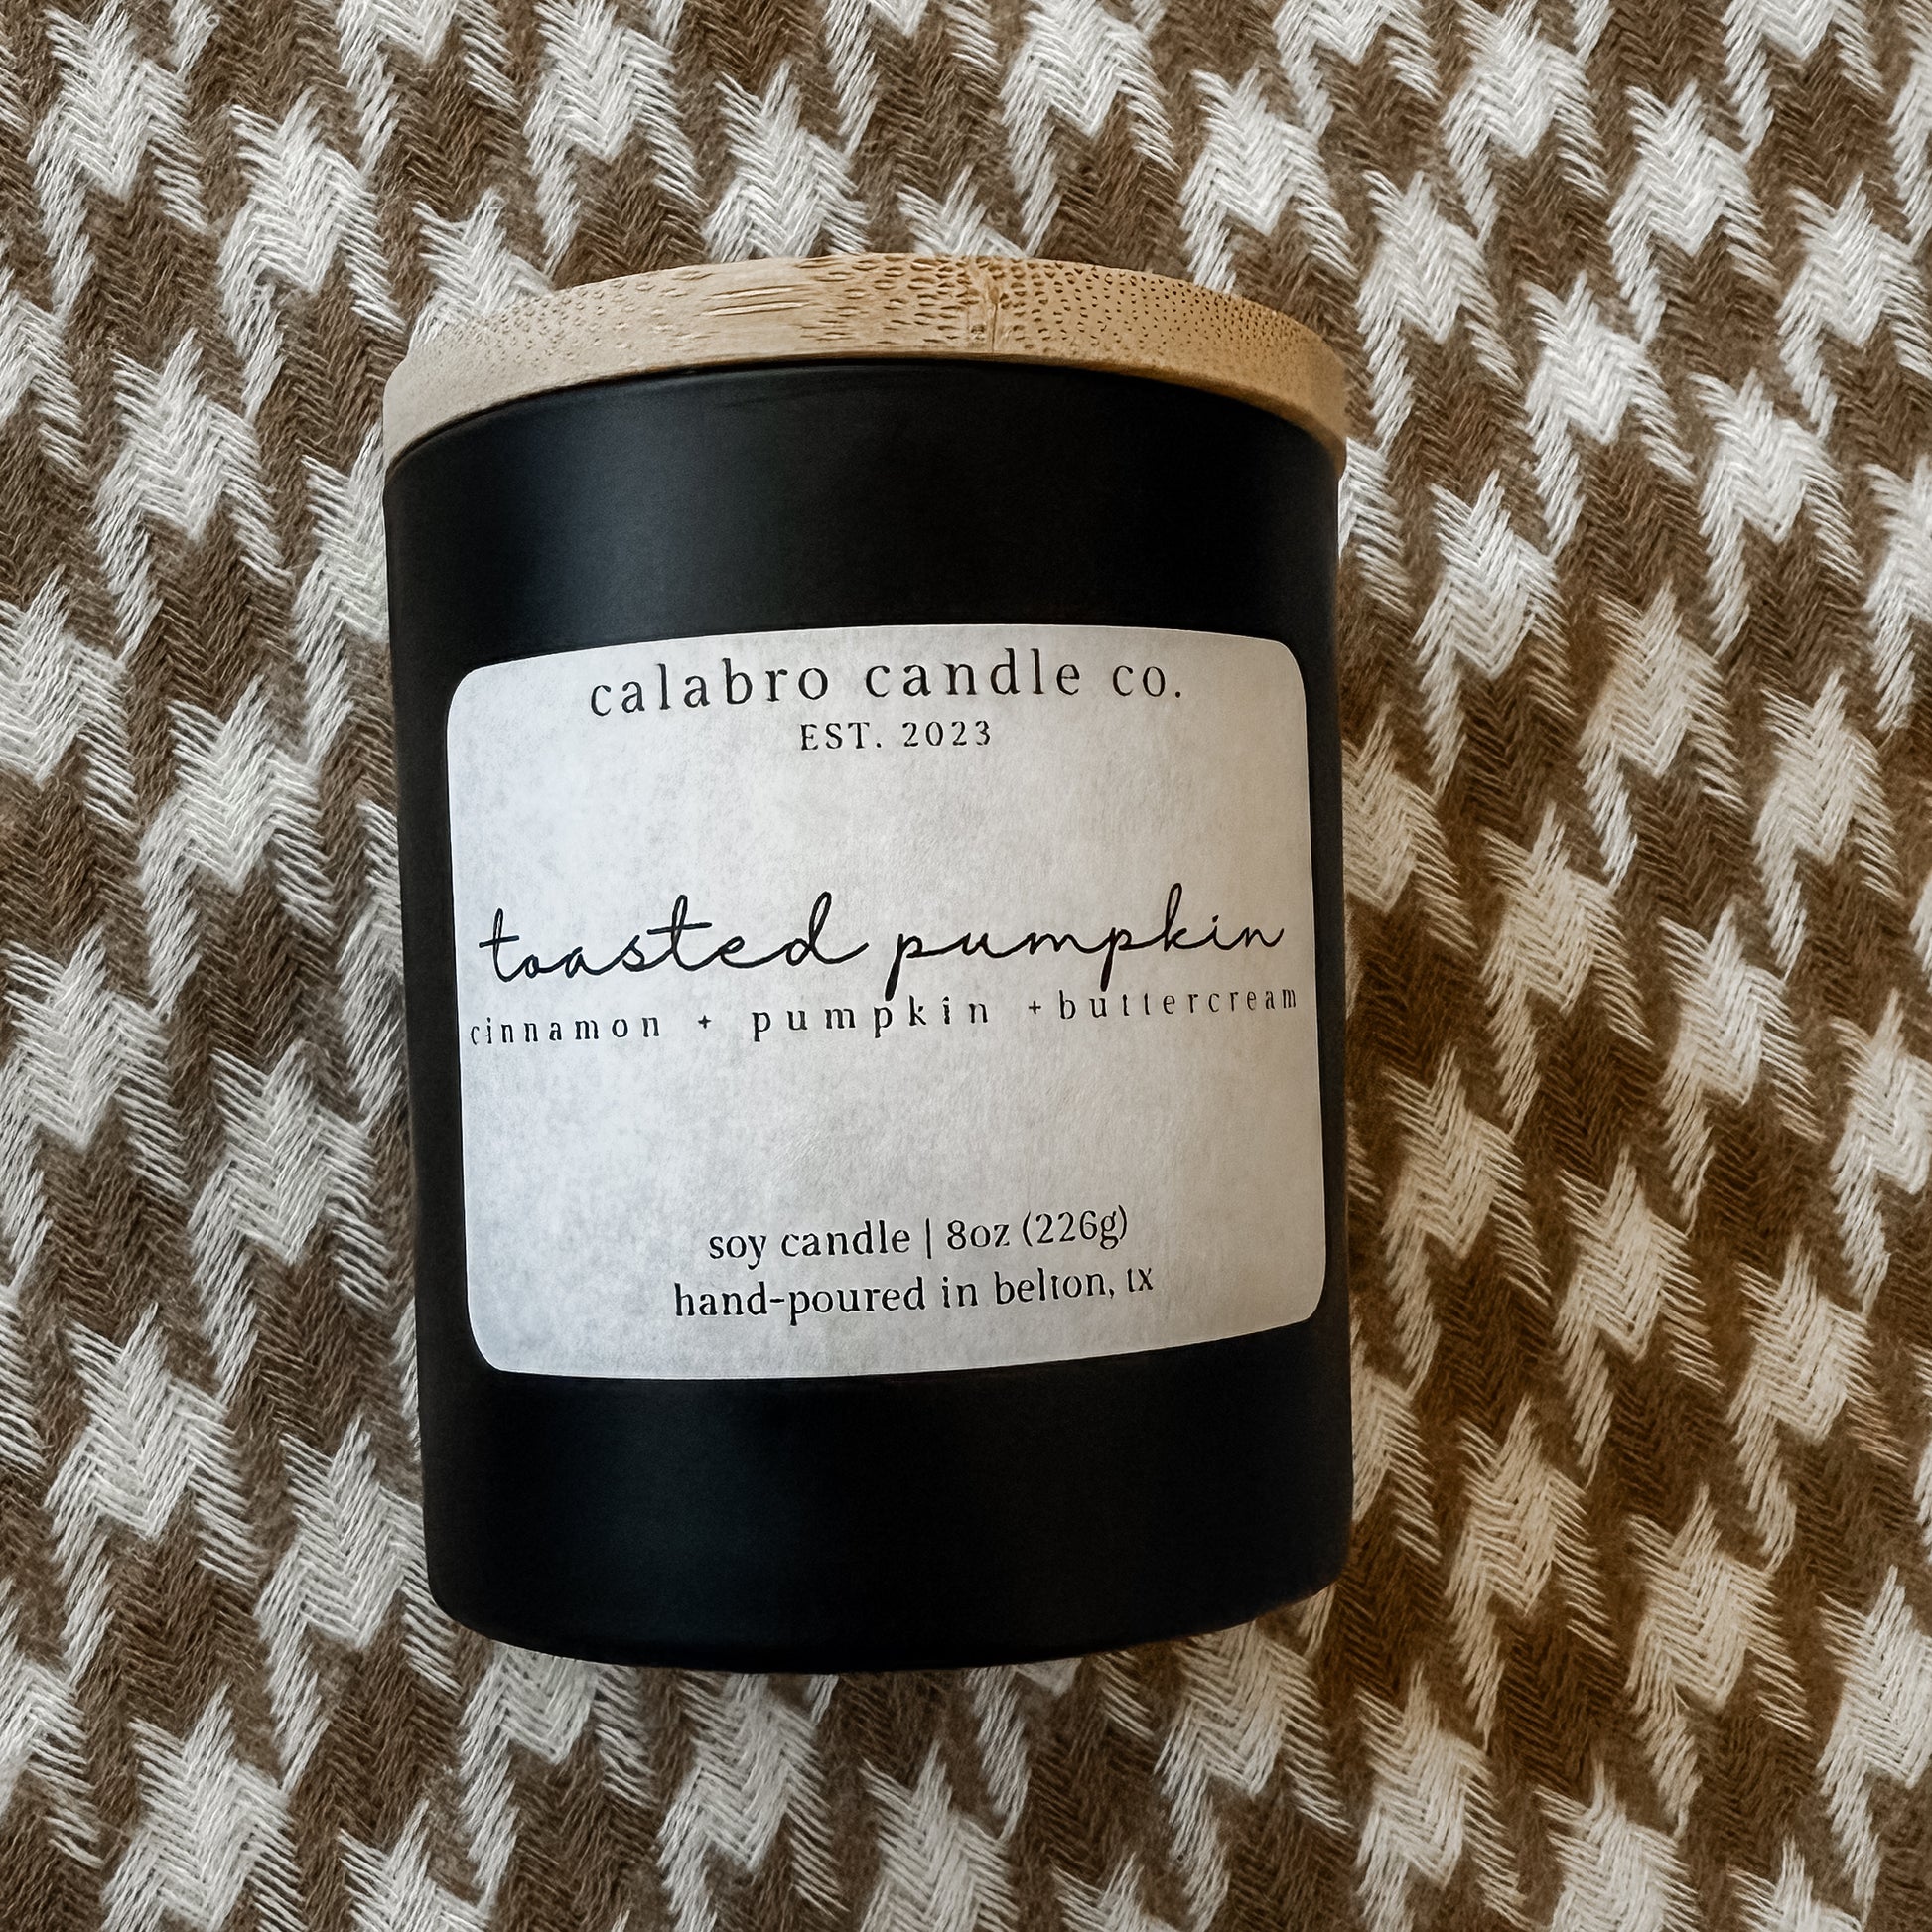 calabro candle co.
EST. 2023
toasted pumpkin
cinnamon + pumpkin +buttercream
soy candle | 8oz (226g)
hand-poured in belton, tx